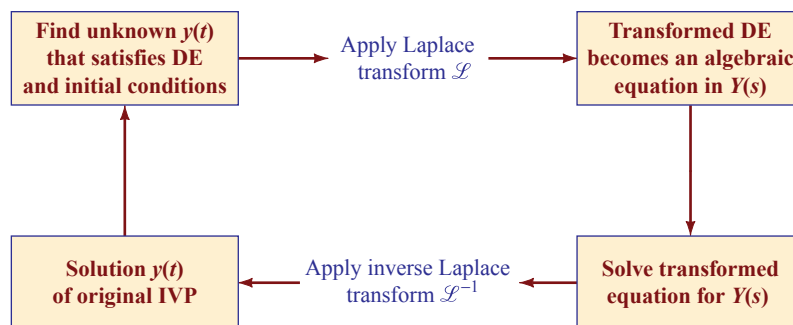 Find unknown y(t)
that satisfies DE
and initial conditions
Apply Laplace
transform ℒ
Transformed DE
becomes an algebraic
equation in Y(s)
Solution y(t)
of original IVP
Apply inverse Laplace
transform ℒ⁻¹
Solve transformed
equation for Y(s)